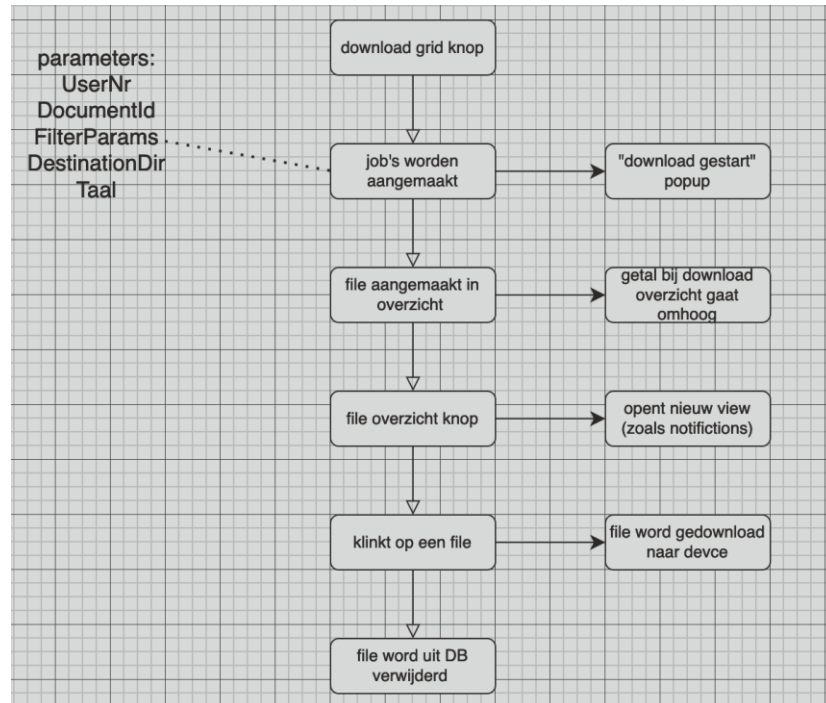 download grid knop
parameters:
UserNr
DocumentId
FilterParams
DestinationDir
Taal
job's worden
aangemaakt
"download gestart"
popup
file aangemaakt in
overzicht
getal bij download
overzicht gaat
omhoog
file overzicht knop
opent nieuw view
(zoals notifictions)
klinkt op een file
file word gedownload
naar devce
file word uit DB
verwijderd